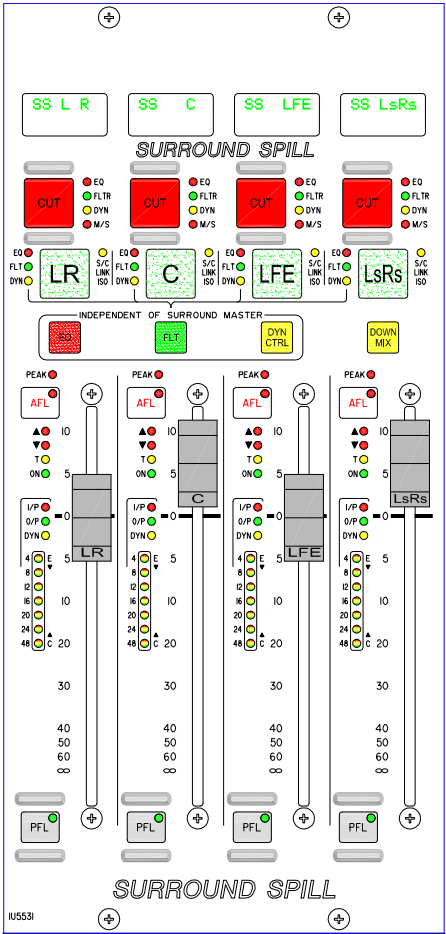 SS L R SS C SS LFE SS LsRs
SURROUND SPILL
CUT EQ CUT EQ CUT EQ CUT EQ
FLTR FLTR FLTR FLTR
DYN DYN DYN DYN
M/S M/S M/S M/S
EQ LR S/C EQ C S/C EQ LFE S/C LsRs S/C
FLT LINK FLT LINK FLT LINK LINK
DYN ISO DYN ISO DYN ISO ISO
INDEPENDENT OF SURROUND MASTER
EQ FLT DYN CTRL DOWN MIX
PEAK PEAK PEAK PEAK
AFL AFL AFL AFL
10 10 10 10
T T T T
ON 5 ON 5 ON 5 ON 5
C LsRs
I/P I/P I/P I/P
O/P 0 O/P 0 O/P 0 O/P 0
DYN DYN DYN DYN
LR LFE
4 E 5 4 E 5 4 E 5 4 E 5
8 8 8 8
12 12 12 12
16 10 16 10 16 10 16 10
20 20 20 20
24 24 24 24
48 C 20 48 C 20 48 C 20 48 C 20
30 30 30 30
40 40 40 40
50 50 50 50
60 60 60 60
∞ ∞ ∞ ∞
PFL PFL PFL PFL
SURROUND SPILL
IU553I